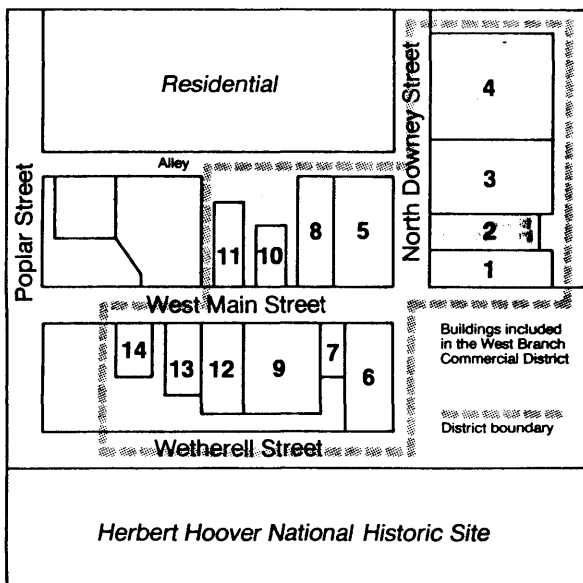 Residential
Alley
Poplar Street
North Downey Street
4
3
2
1
11
10
8
5
West Main Street
14
13
12
9
7
6
Wetherell Street
Buildings included
in the West Branch
Commercial District
District boundary
Herbert Hoover National Historic Site